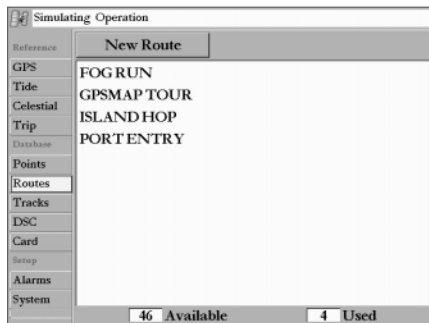 Simulating Operation
Reference
GPS
Tide
Celestial
Trip
Database
Points
Routes
Tracks
DSC
Card
Setup
Alarms
System
New Route
FOG RUN
GPSMAP TOUR
ISLAND HOP
PORT ENTRY
46 Available 4 Used